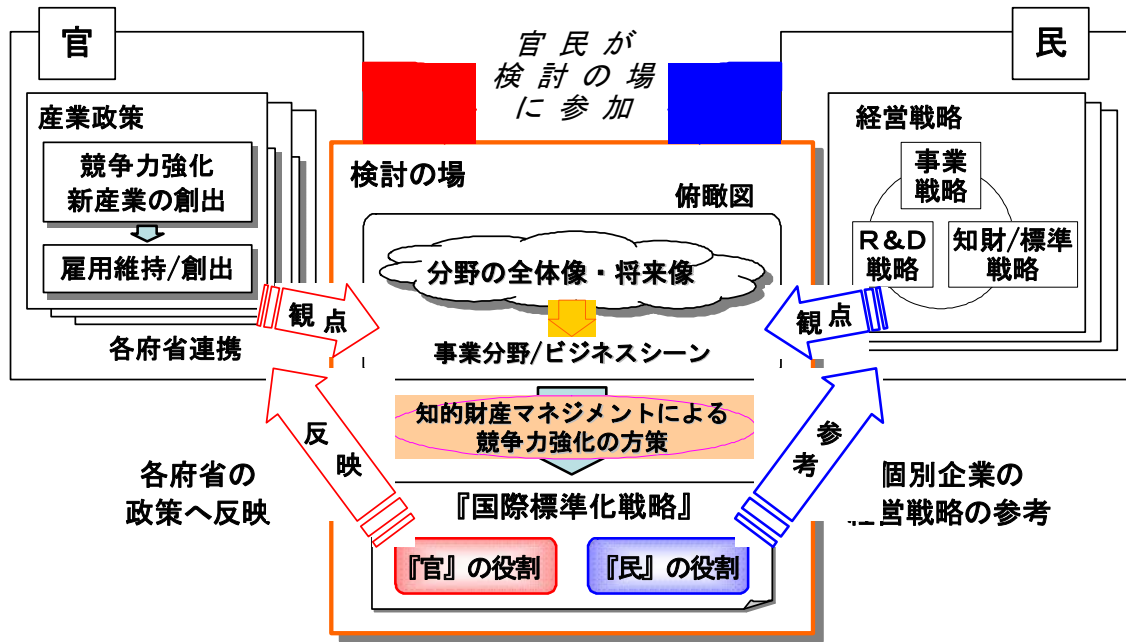 官
産業政策
競争力強化
新産業の創出
雇用維持/創出
各府省連携
官民が
検討の場
に参加
民
経営戦略
事業
戦略
R&D
戦略
知財/標準
戦略
検討の場
俯瞰図
分野の全体像・将来像
事業分野/ビジネスシーン
観点
観点
知的財産マネジメントによる
競争力強化の方策
『国際標準化戦略』
『官』の役割
『民』の役割
反映
参考
各府省の
政策へ反映
個別企業の
経営戦略の参考